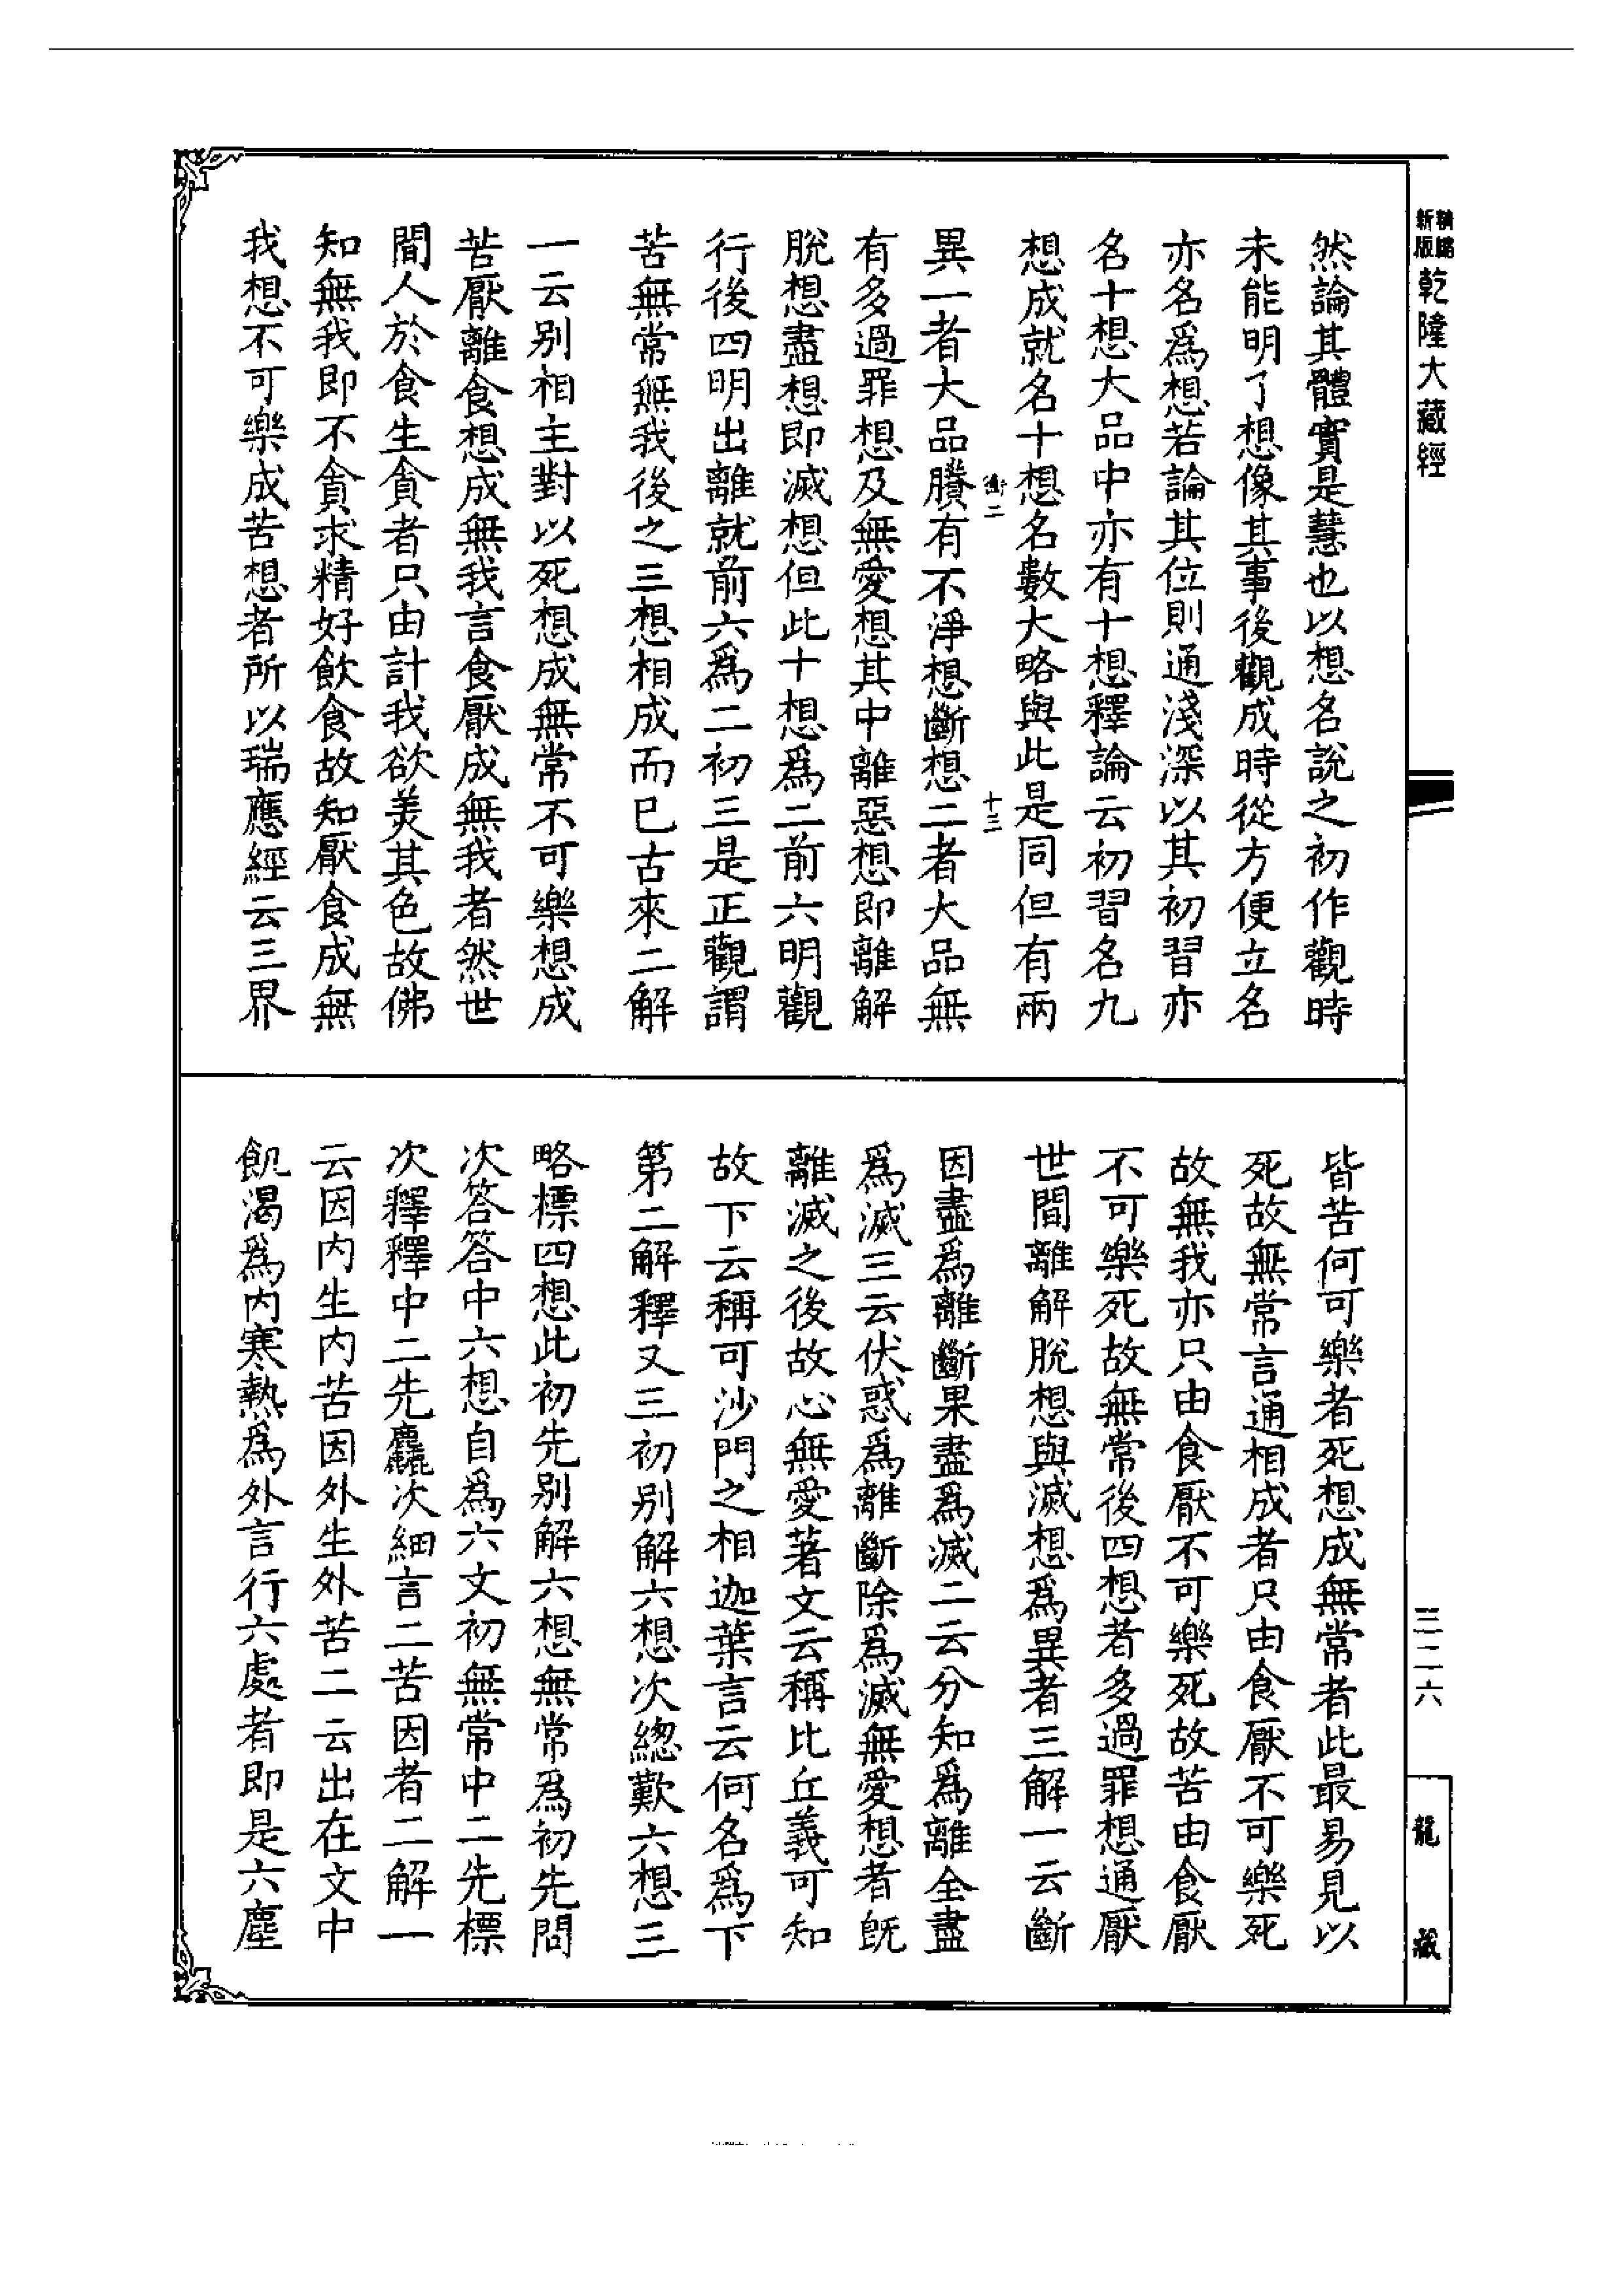 新版
精縮
乾隆大藏經
然論其體實是慧也以想名說之初作觀時
未能明了想像其事後觀成時從方便立名
亦名爲想若論其位則通淺深以其初習亦
名十想大品中亦有十想釋論云初習名九
想成就名十想名數大略與此是同但有兩
十三
異一者大品賸有不淨想斷想二者大品無
有多過罪想及無愛想其中離惡想即離解
脫想盡想即滅想但此十想爲二前六明觀
行後四明出離就前六爲二初三是正觀謂
苦無常無我後之三想相成而已古來二解
一云别相主對以死想成無常不可樂想成
苦厭離食想成無我言食厭成無我者然世
間人於食生貪者只由計我欲美其色故佛
知無我即不貪求精好飲食故知厭食成無
我想不可樂成苦想者所以瑞應經云三界
皆苦何可樂者死想成無常者此最易見以
死故無常言通相成者只由食厭不可樂死
故無我亦只由食厭不可樂死故苦由食厭
不可樂死故無常後四想者多過罪想通厭
世間離解脫想與滅想爲異者三解一云斷
因盡爲離斷果盡爲滅二云分知爲離全盡
爲滅三云伏惑爲離斷除爲滅無愛想者既
離滅之後故心無愛著文云稱比丘義可知
故下云稱可沙門之相迦葉言云何名爲下
第二解釋又三初别解六想次緫歎六想三
略標四想此初先别解六想無常爲初先問
次答答中六想自爲六文初無常中二先標
次釋釋中二先麤次細言二苦因者二解一
云因内生内苦因外生外苦二云出在文中
飢渴爲内寒熱爲外言行六處者即是六塵
三二六
龍藏